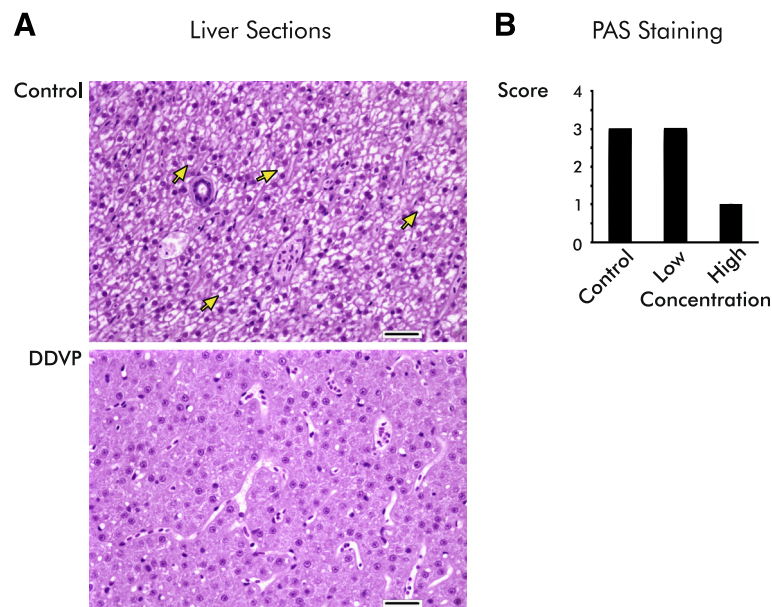 A
Liver Sections
Control
DDVP
B
PAS Staining
Score
4
3
2
1
0
Control
Low
High
Concentration